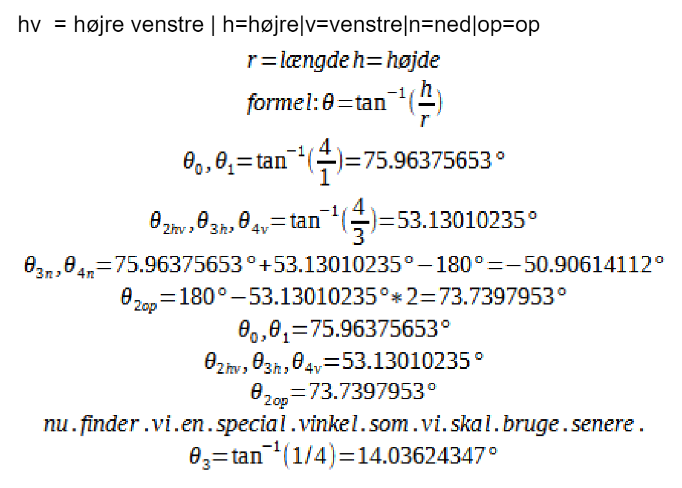 hv  = højre venstre | h=højre|v=venstre|n=ned|op=op
r=længde h=højde
formel:θ=tan⁻¹(h/r)
θ₀,θ₁=tan⁻¹(4/1)=75.96375653°
θ₂ₕᵥ,θ₃ₕ,θ₄ᵥ=tan⁻¹(4/3)=53.13010235°
θ₃ₙ,θ₄ₙ=75.96375653°+53.13010235°−180°=−50.90614112°
θ₂ₒₚ=180°−53.13010235°∗2=73.7397953°
θ₀,θ₁=75.96375653°
θ₂ₕᵥ,θ₃ₕ,θ₄ᵥ=53.13010235°
θ₂ₒₚ=73.7397953°
nu.finder.vi.en.special.vinkel.som.vi.skal.bruge.senere.
θ₃=tan⁻¹(1/4)=14.03624347°